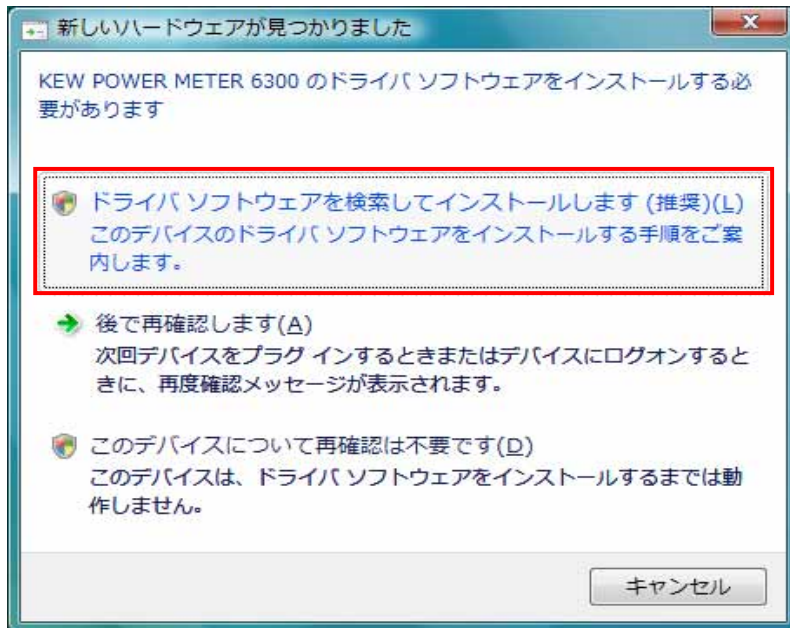 新しいハードウェアが見つかりました
KEW POWER METER 6300 のドライバ ソフトウェアをインストールする必
要があります
ドライバ ソフトウェアを検索してインストールします (推奨)(L)
このデバイスのドライバ ソフトウェアをインストールする手順をご案
内します。
後で再確認します(A)
次回デバイスをプラグ インするときまたはデバイスにログオンすると
きに、再度確認メッセージが表示されます。
このデバイスについて再確認は不要です(D)
このデバイスは、ドライバ ソフトウェアをインストールするまでは動
作しません。
キャンセル